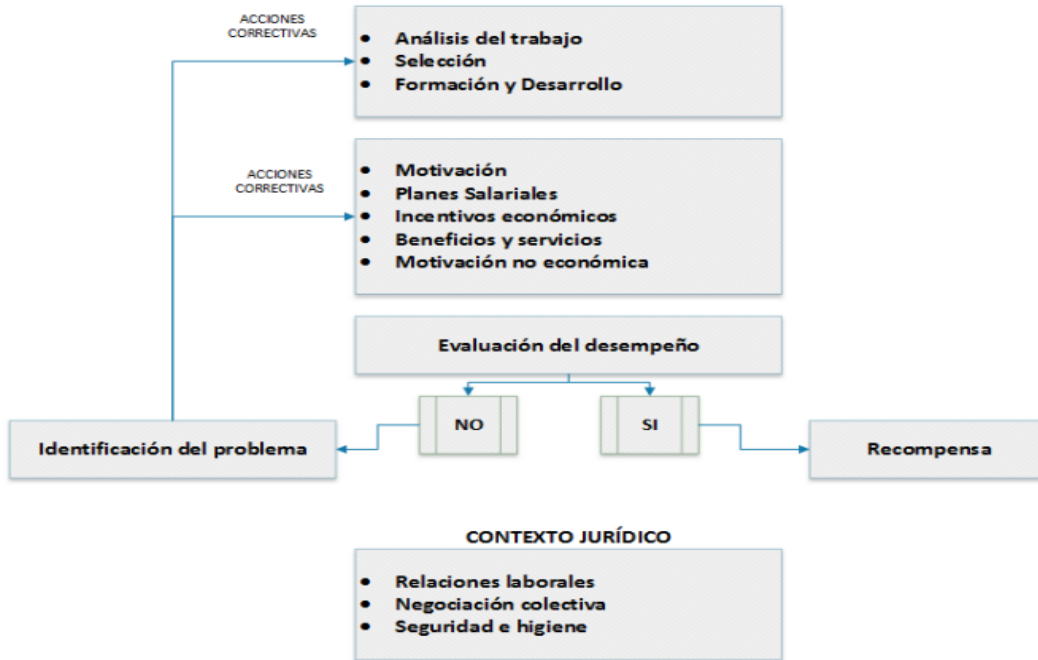 ACCIONES
CORRECTIVAS
• Análisis del trabajo
• Selección
• Formación y Desarrollo
ACCIONES
CORRECTIVAS
• Motivación
• Planes Salariales
• Incentivos económicos
• Beneficios y servicios
• Motivación no económica
Evaluación del desempeño
NO
SI
Identificación del problema
Recompensa
CONTEXTO JURÍDICO
• Relaciones laborales
• Negociación colectiva
• Seguridad e higiene